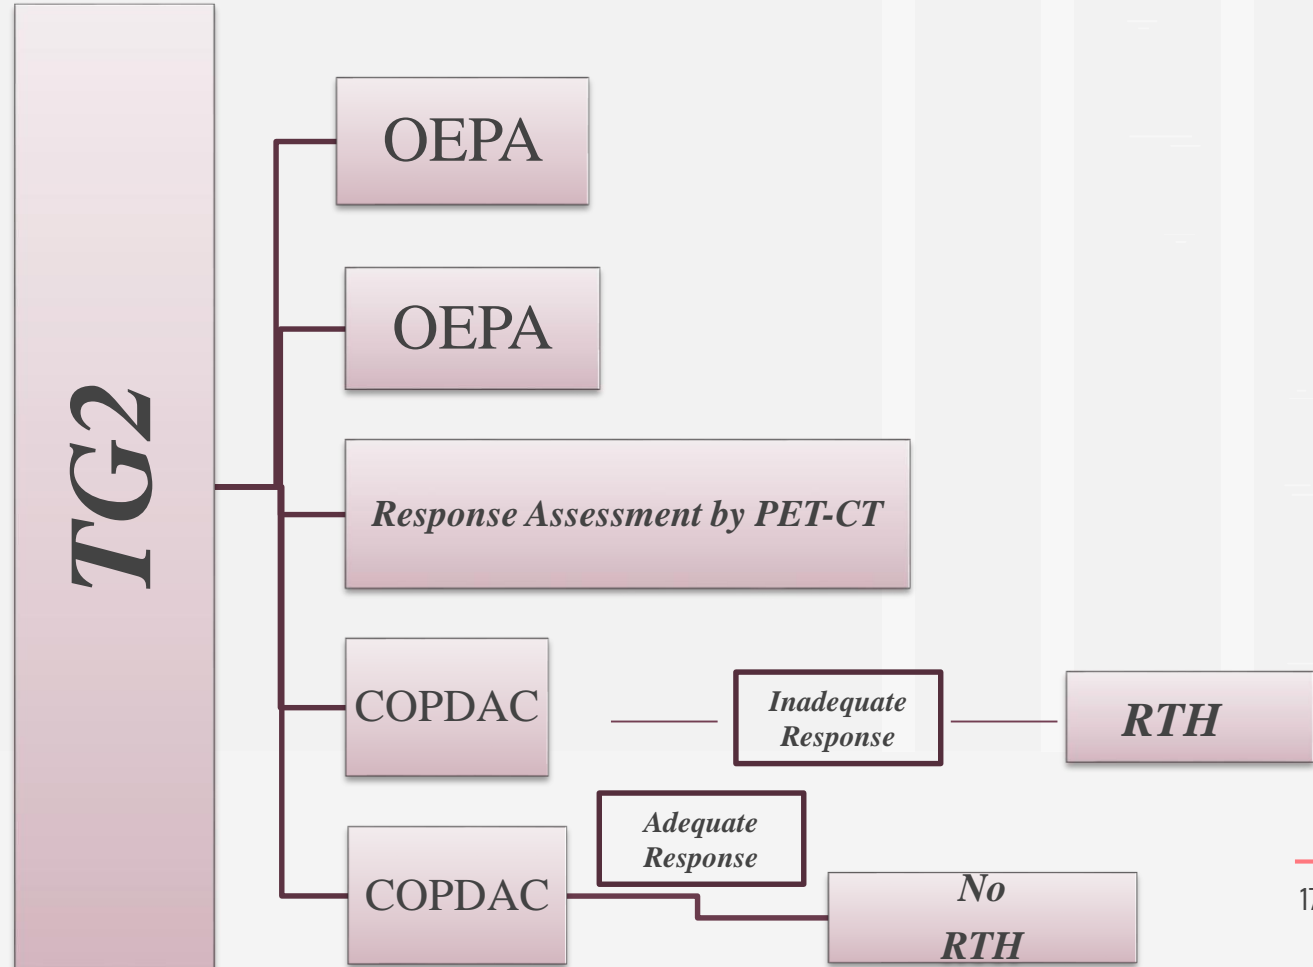 TG2
OEPA
OEPA
Response Assessment by PET-CT
COPDAC
Inadequate
Response
RTH
Adequate
Response
COPDAC
No
RTH